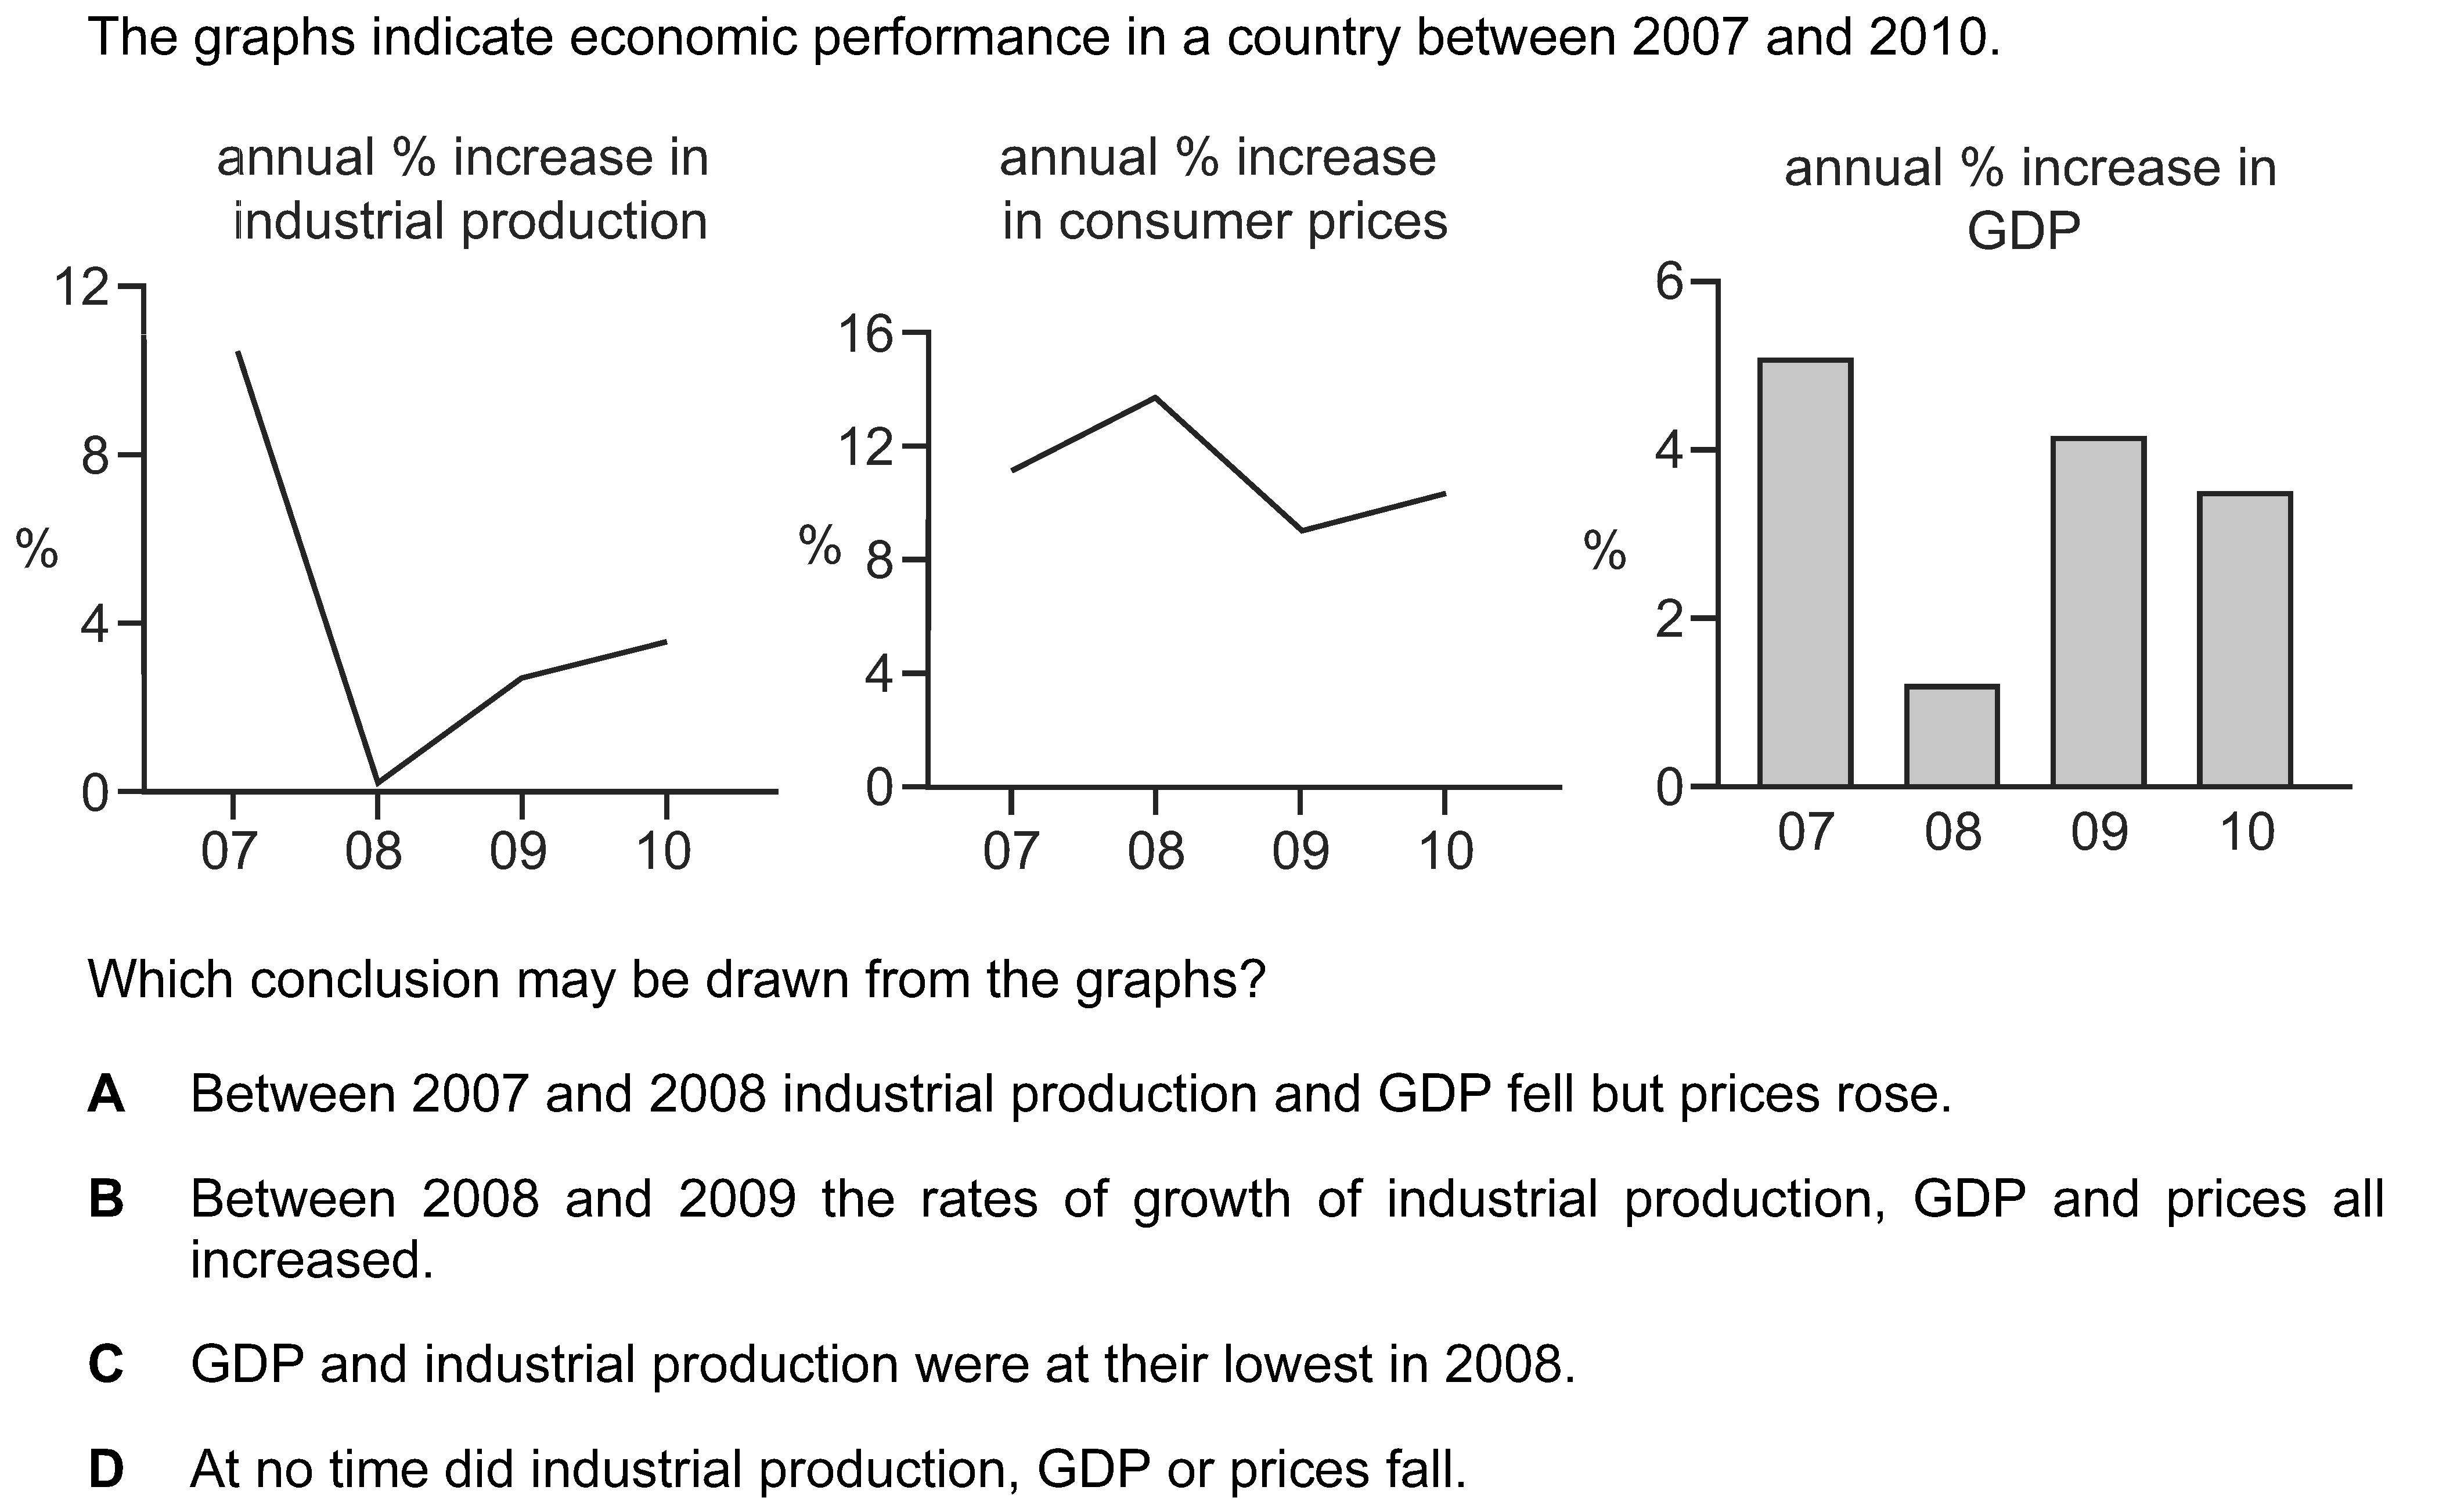 The graphs indicate economic performance in a country between 2007 and 2010.
annual % increase in
industrial production
12
8
%
4
0
07 08 09 10
annual % increase
in consumer prices
16
12
%
8
4
0
07 08 09 10
annual % increase in
GDP
6
4
%
2
0
07 08 09 10
Which conclusion may be drawn from the graphs?
A Between 2007 and 2008 industrial production and GDP fell but prices rose.
B Between 2008 and 2009 the rates of growth of industrial production, GDP and prices all
increased.
C GDP and industrial production were at their lowest in 2008.
D At no time did industrial production, GDP or prices fall.